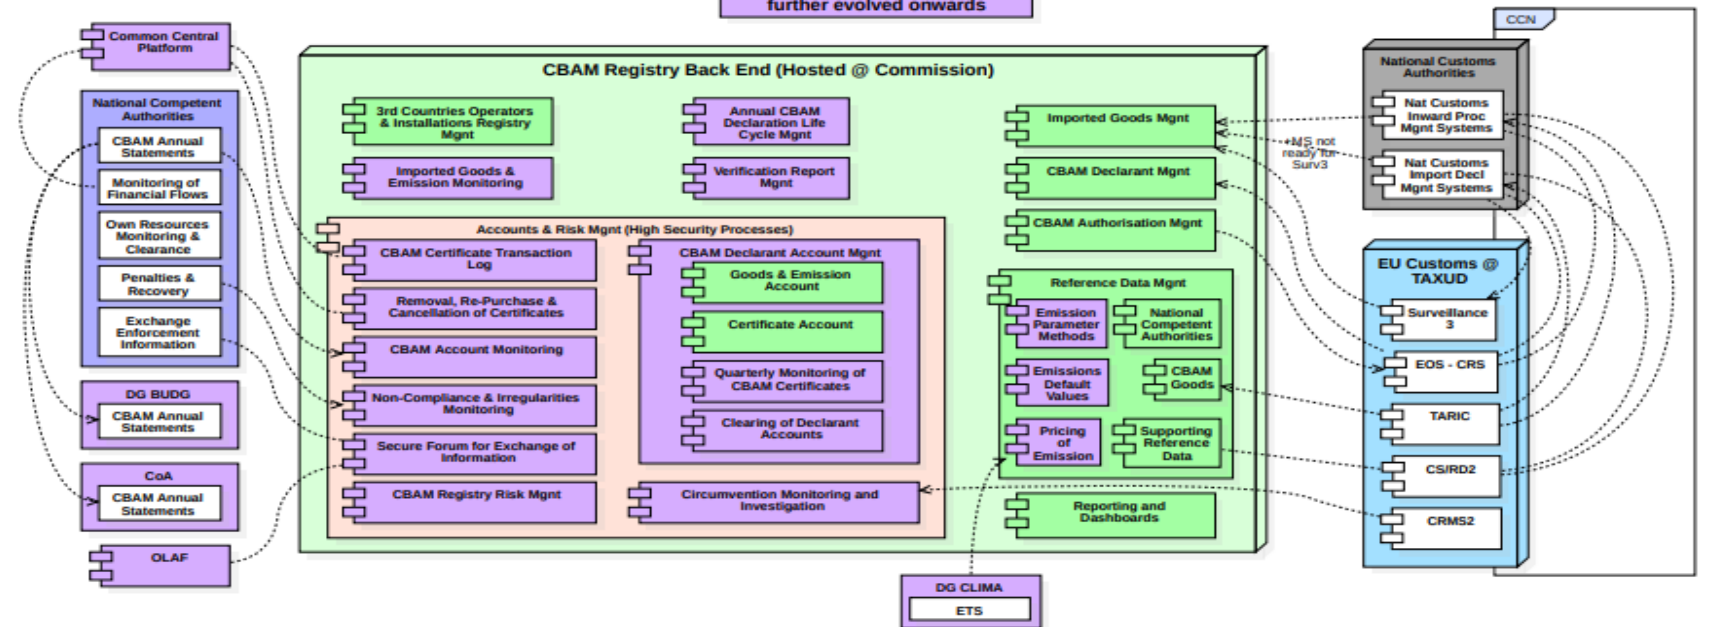 further evolved onwards
CCN
Common Central
Platform
National Competent
Authorities
CBAM Annual
Statements
Monitoring of
Financial Flows
Own Resources
Monitoring &
Clearance
Penalties &
Recovery
Exchange
Enforcement
Information
DG BUDG
CBAM Annual
Statements
CoA
CBAM Annual
Statements
OLAF
CBAM Registry Back End (Hosted @ Commission)
3rd Countries Operators
& Installations Registry
Mgnt
Annual CBAM
Declaration Life
Cycle Mgnt
Imported Goods &
Emission Monitoring
Verification Report
Mgnt
Accounts & Risk Mgnt (High Security Processes)
CBAM Certificate Transaction
Log
Removal, Re-Purchase &
Cancellation of Certificates
CBAM Account Monitoring
Non-Compliance & Irregularities
Monitoring
Secure Forum for Exchange of
Information
CBAM Registry Risk Mgnt
CBAM Declarant Account Mgnt
Goods & Emission
Account
Certificate Account
Quarterly Monitoring of
CBAM Certificates
Clearing of Declarant
Accounts
Circumvention Monitoring and
Investigation
Imported Goods Mgnt
CBAM Declarant Mgnt
CBAM Authorisation Mgnt
Reference Data Mgnt
Emission
Parameter
Methods
National
Competent
Authorities
Emissions
Default
Values
CBAM
Goods
Pricing
of
Emission
Supporting
Reference
Data
Reporting and
Dashboards
DG CLIMA
ETS
+MS not
ready for
Surv3
National Customs
Authorities
Nat Customs
Inward Proc
Mgnt Systems
Nat Customs
Import Decl
Mgnt Systems
EU Customs @
TAXUD
Surveillance
3
EOS - CRS
TARIC
CS/RD2
CRMS2